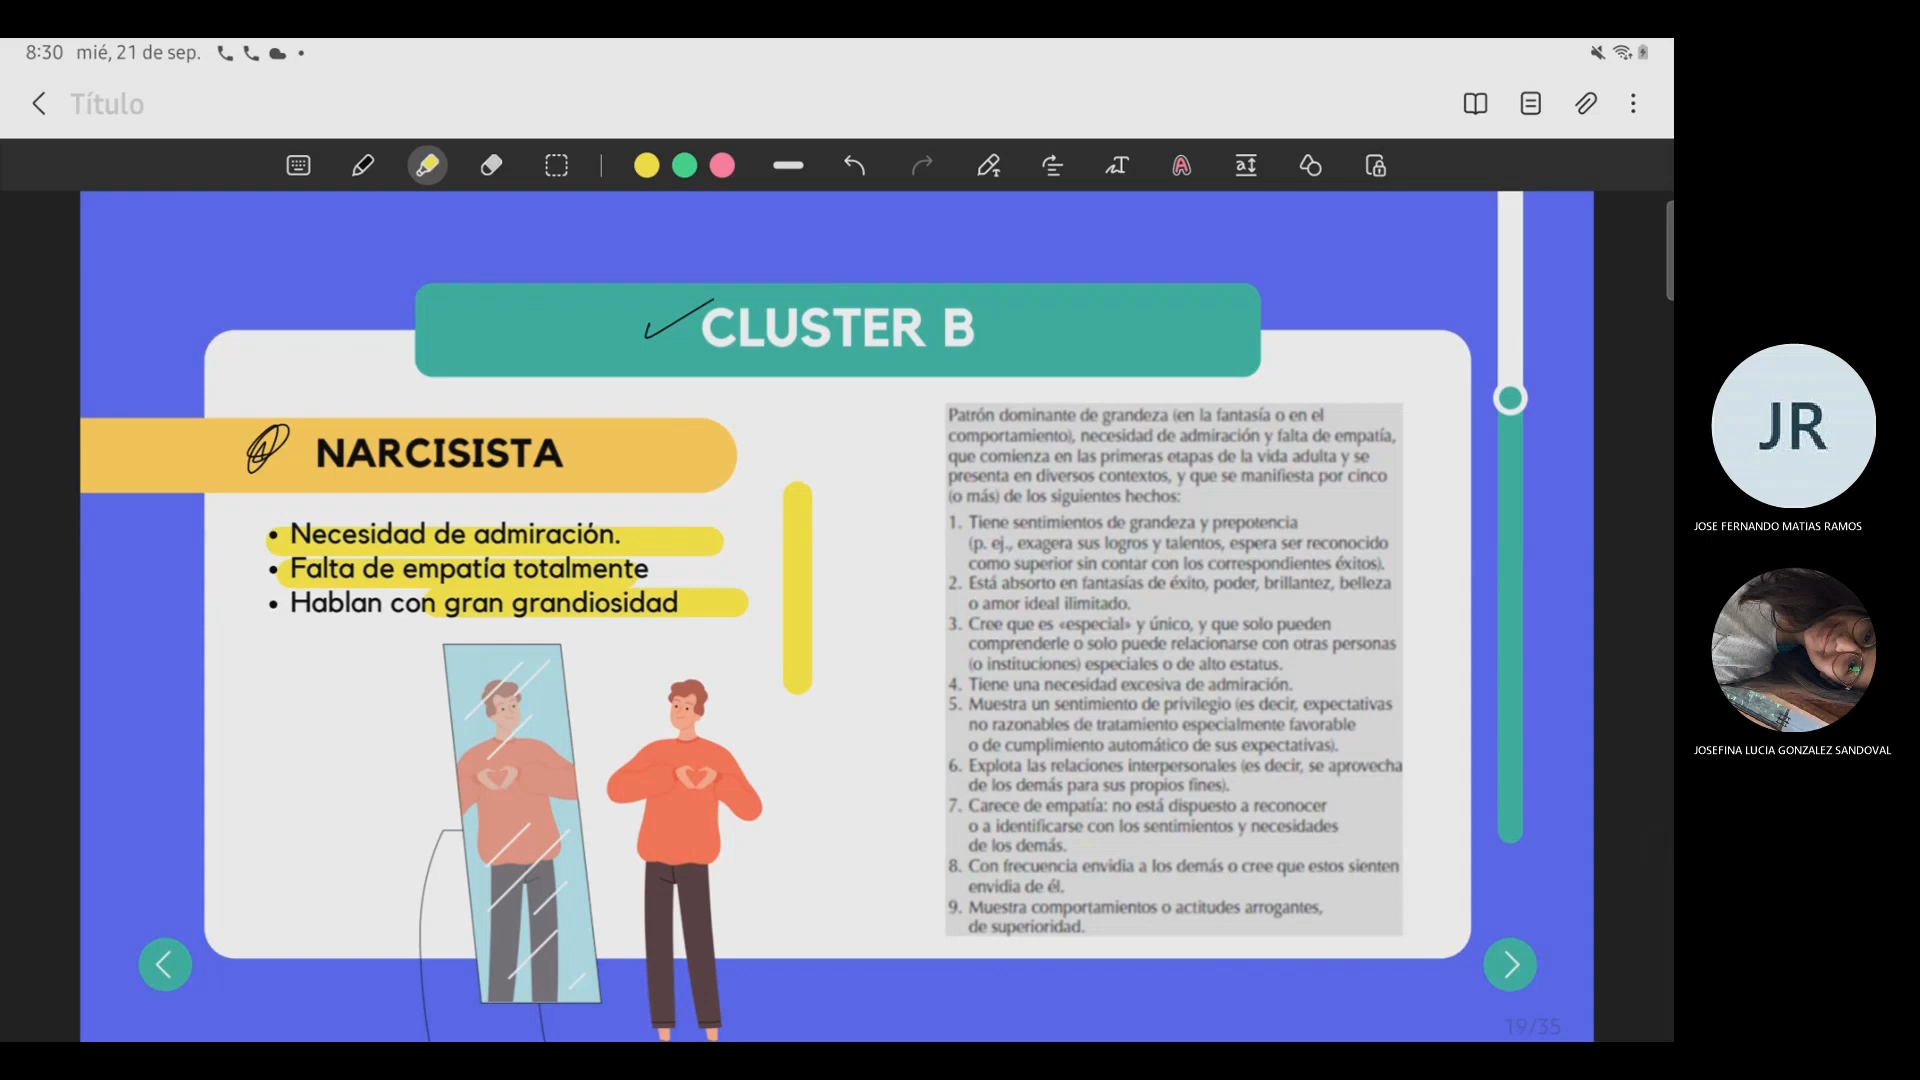 8:30 mié, 21 de sep.
Título
CLUSTER B
NARCISISTA
• Necesidad de admiración.
• Falta de empatía totalmente
• Hablan con gran grandiosidad
Patrón dominante de grandeza (en la fantasía o en el
comportamiento), necesidad de admiración y falta de empatía,
que comienza en las primeras etapas de la vida adulta y se
presenta en diversos contextos, y que se manifiesta por cinco
(o más) de los siguientes hechos:
1. Tiene sentimientos de grandeza y prepotencia
(p. ej., exagera sus logros y talentos, espera ser reconocido
como superior sin contar con los correspondientes éxitos).
2. Está absorto en fantasías de éxito, poder, brillantez, belleza
o amor ideal ilimitado.
3. Cree que es «especial» y único, y que solo pueden
comprenderle o solo puede relacionarse con otras personas
(o instituciones) especiales o de alto estatus.
4. Tiene una necesidad excesiva de admiración.
5. Muestra un sentimiento de privilegio (es decir, expectativas
no razonables de tratamiento especialmente favorable
o de cumplimiento automático de sus expectativas).
6. Explota las relaciones interpersonales (es decir, se aprovecha
de los demás para sus propios fines).
7. Carece de empatía: no está dispuesto a reconocer
o a identificarse con los sentimientos y necesidades
de los demás.
8. Con frecuencia envidia a los demás o cree que estos sienten
envidia de él.
9. Muestra comportamientos o actitudes arrogantes,
de superioridad.
19/35
JR
JOSE FERNANDO MATIAS RAMOS
JOSEFINA LUCIA GONZALEZ SANDOVAL